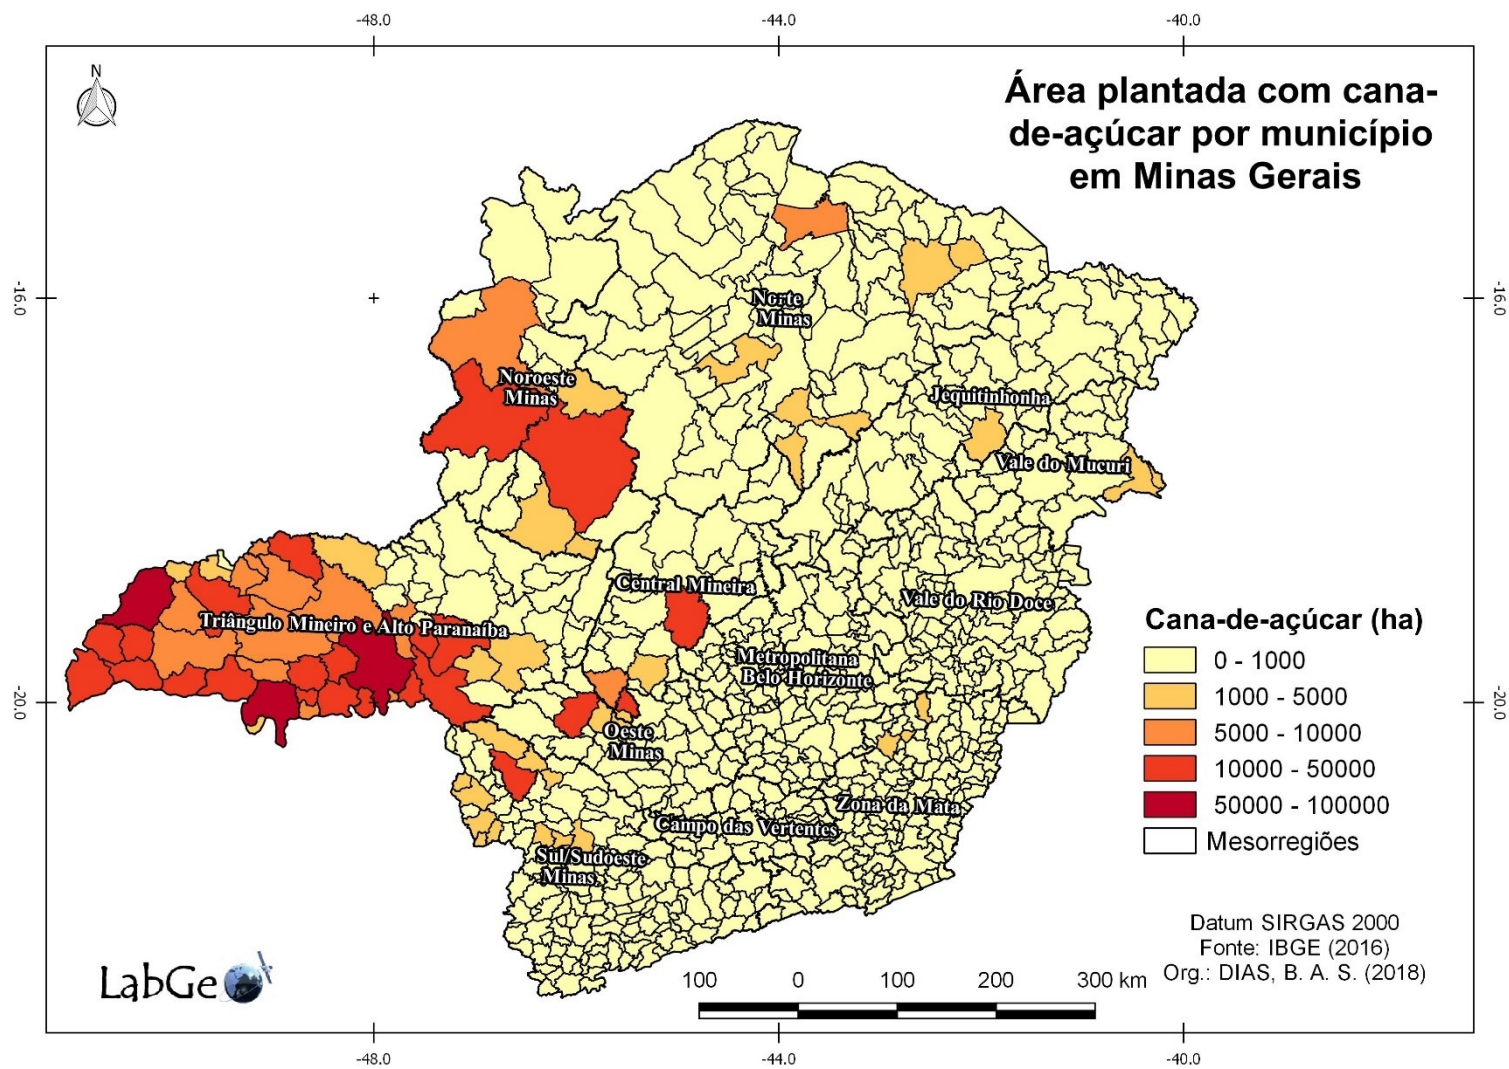 -48.0
-44.0
-40.0
N
Área plantada com cana-
de-açúcar por município
em Minas Gerais
-16.0
-16.0
Norte
Minas
Noroeste
Minas
Jequitinhonha
Vale do Mucuri
Central Mineira
Vale do Rio Doce
Triângulo Mineiro e Alto Paranaíba
Metropolitana
Belo Horizonte
-20.0
-20.0
Oeste
Minas
Zona da Mata
Campo das Vertentes
Sul/Sudoeste
Minas
Cana-de-açúcar (ha)
0 - 1000
1000 - 5000
5000 - 10000
10000 - 50000
50000 - 100000
Mesorregiões
Datum SIRGAS 2000
Fonte: IBGE (2016)
Org.: DIAS, B. A. S. (2018)
LabGeo
100 0 100 200 300 km
-48.0
-44.0
-40.0